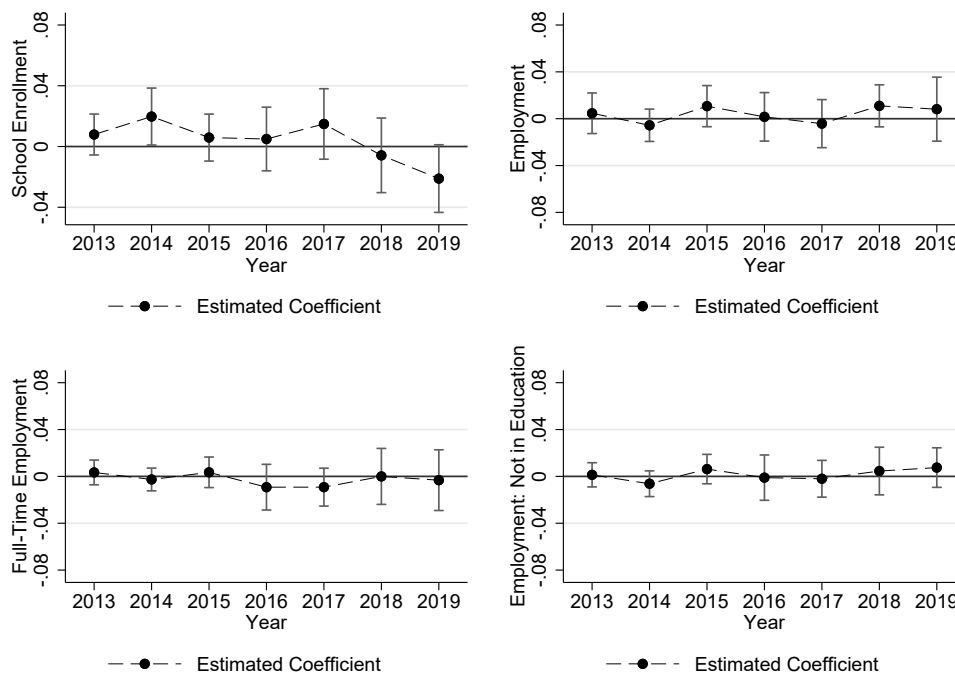 School Enrollment
.08
.04
0
-.04
2013 2014 2015 2016 2017 2018 2019
Year
Estimated Coefficient
Employment
.08
.04
0
-.04
-.08
2013 2014 2015 2016 2017 2018 2019
Year
Estimated Coefficient
Full-Time Employment
.08
.04
0
-.04
-.08
2013 2014 2015 2016 2017 2018 2019
Year
Estimated Coefficient
Employment: Not in Education
.08
.04
0
-.04
-.08
2013 2014 2015 2016 2017 2018 2019
Year
Estimated Coefficient